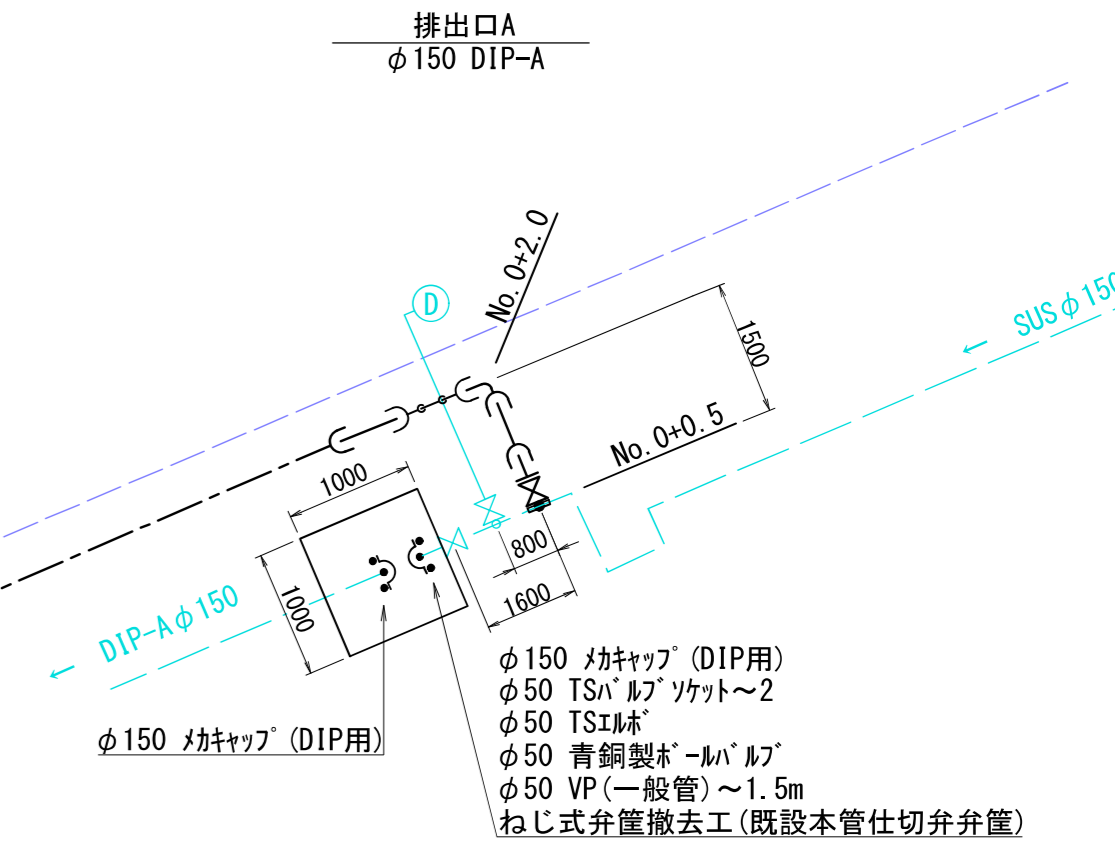 排出口A
φ150 DIP-A
No. 0+2. 0
D
SUSφ150
1500
No. 0+0. 5
1000
1000
800
1600
DIP-Aφ150
φ150 ﾒｶｷｬｯﾌﾟ(DIP用)
φ150 ﾒｶｷｬｯﾌﾟ(DIP用)
φ50 TSﾊﾞﾙﾌﾞｿｹｯﾄ～2
φ50 TSｴﾙﾎﾞ
φ50 青銅製ﾎﾞｰﾙﾊﾞﾙﾌﾞ
φ50 VP(一般管)～1. 5m
ねじ式弁筐撤去工(既設本管仕切弁弁筐)